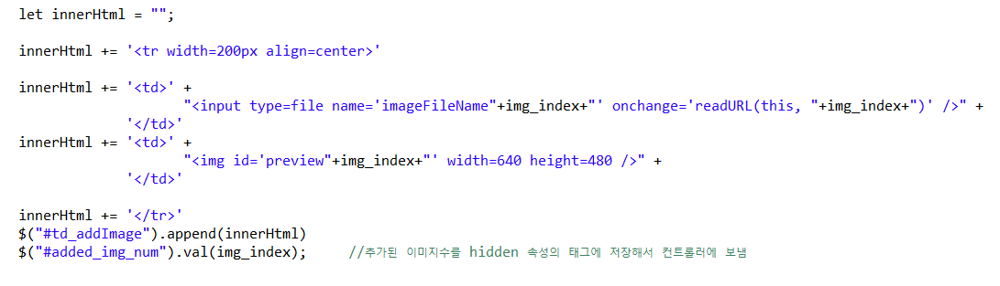 let innerHtml = "";
innerHtml += '<tr width=200px align=center>'
innerHtml += '<td>' +
"<input type=file name='imageFileName"+img_index+"' onchange='readURL(this, "+img_index+")' />" +
'</td>'
innerHtml += '<td>' +
"<img id='preview"+img_index+"' width=640 height=480 />" +
'</td>'
innerHtml += '</tr>'
$("#td_addImage").append(innerHtml)
$("#added_img_num").val(img_index); //추가된 이미지수를 hidden 속성의 태그에 저장해서 컨트롤러에 보냄